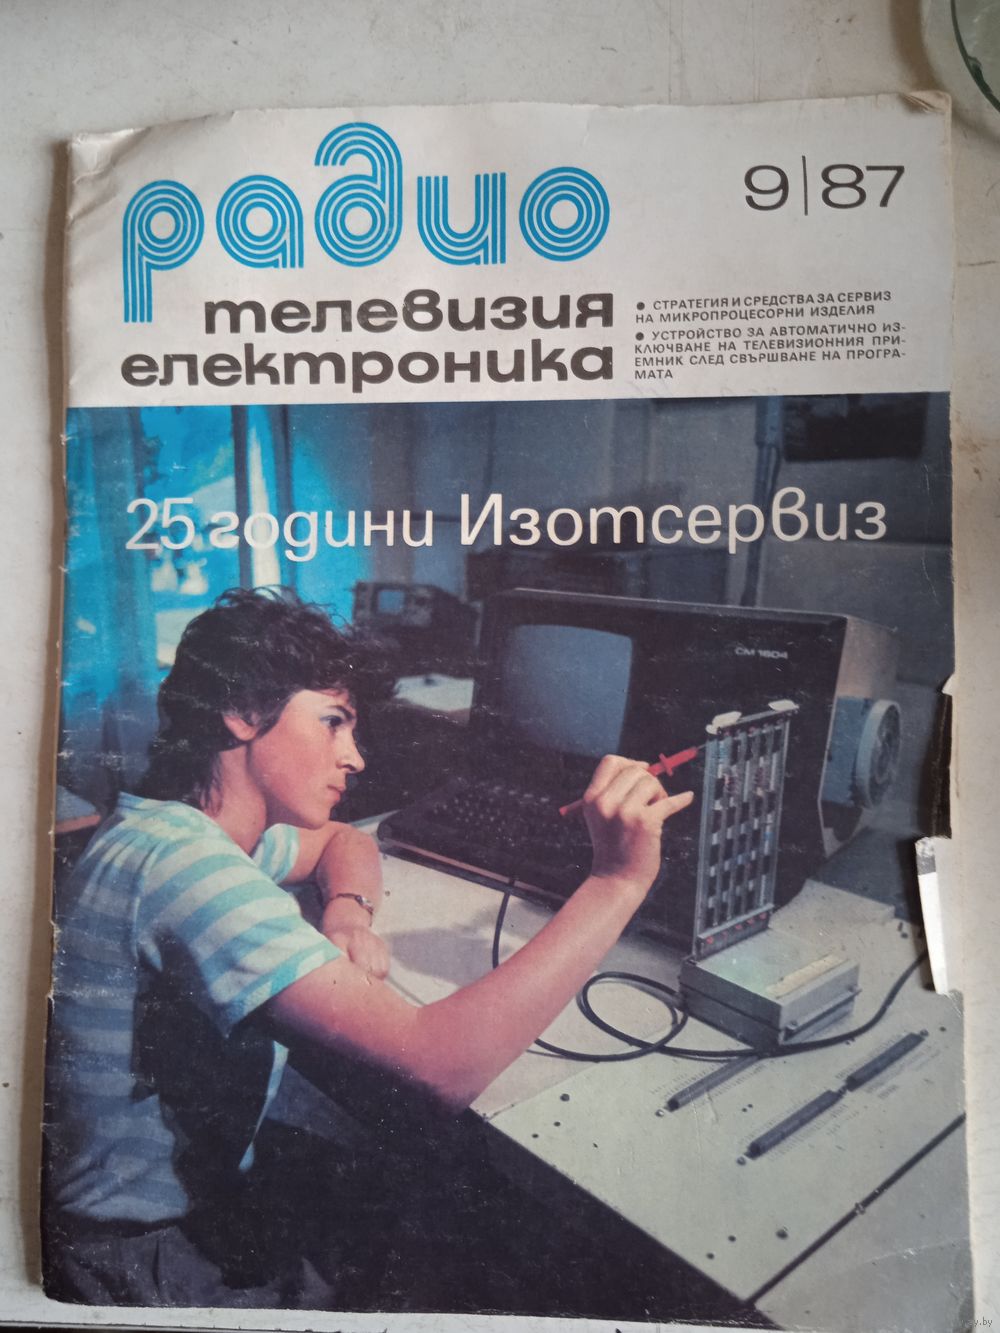 радио
9|87
телевизия
електроника
● СТРАТЕГИЯ И СРЕДСТВА ЗА СЕРВИЗ
НА МИКРОПРОЦЕСОРНИ ИЗДЕЛИЯ
● УСТРОЙСТВО ЗА АВТОМАТИЧНО ИЗ-
КЛЮЧВАНЕ НА ТЕЛЕВИЗИОННИЯ ПРИ-
ЕМНИК СЛЕД СВЪРШВАНЕ НА ПРОГРА-
МАТА
25 години Изотсервиз
СМ 1604